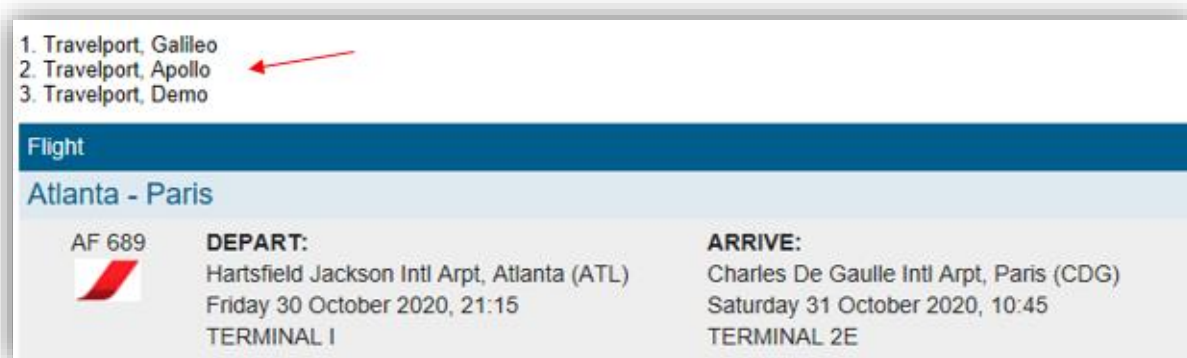 1. Travelport, Galileo
2. Travelport, Apollo
3. Travelport, Demo
Flight
Atlanta - Paris
AF 689
DEPART:
Hartsfield Jackson Intl Arpt, Atlanta (ATL)
Friday 30 October 2020, 21:15
TERMINAL I
ARRIVE:
Charles De Gaulle Intl Arpt, Paris (CDG)
Saturday 31 October 2020, 10:45
TERMINAL 2E